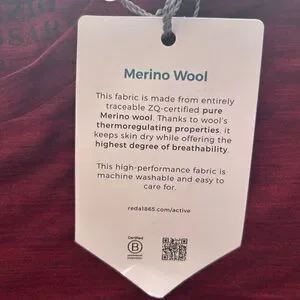 Merino Wool
This fabric is made from entirely
traceable ZQ-certified pure
Merino wool. Thanks to wool's
thermoregulating properties, it
keeps skin dry while offering the
highest degree of breathability.
This high-performance fabric is
machine washable and easy to
care for.
redal865.com/active
Certified
B
Corporation